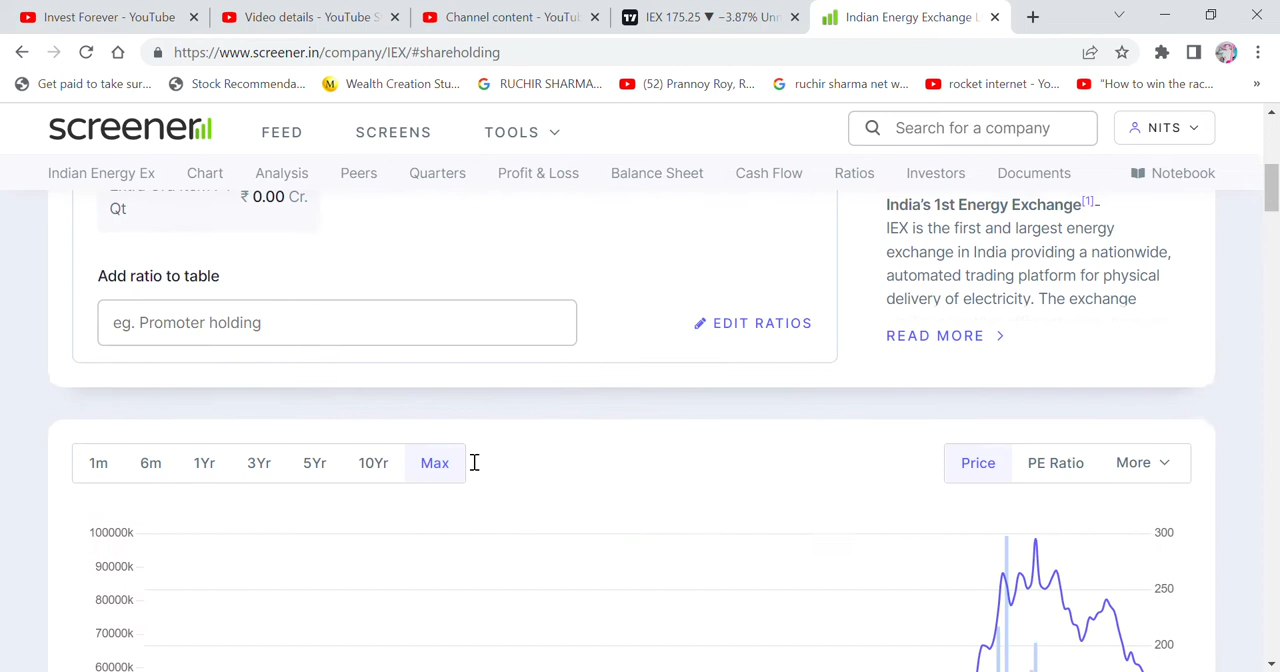 Invest Forever - YouTube
Video details - YouTube S
Channel content - YouTu
IEX 175.25 ▼ −3.87% Unn
Indian Energy Exchange L
https://www.screener.in/company/IEX/#shareholding
Get paid to take sur...
Stock Recommenda...
Wealth Creation Stu...
RUCHIR SHARMA...
(52) Prannoy Roy, R...
ruchir sharma net w...
rocket internet - Yo...
"How to win the rac...
»
screener
FEED
SCREENS
TOOLS
Search for a company
NITS
Indian Energy Ex
Chart
Analysis
Peers
Quarters
Profit & Loss
Balance Sheet
Cash Flow
Ratios
Investors
Documents
Notebook
Qt
₹ 0.00 Cr.
India's 1st Energy Exchange[1]-
IEX is the first and largest energy
exchange in India providing a nationwide,
automated trading platform for physical
delivery of electricity. The exchange
READ MORE >
Add ratio to table
eg. Promoter holding
EDIT RATIOS
1m
6m
1Yr
3Yr
5Yr
10Yr
Max
Price
PE Ratio
More
100000k
90000k
80000k
70000k
60000k
300
250
200